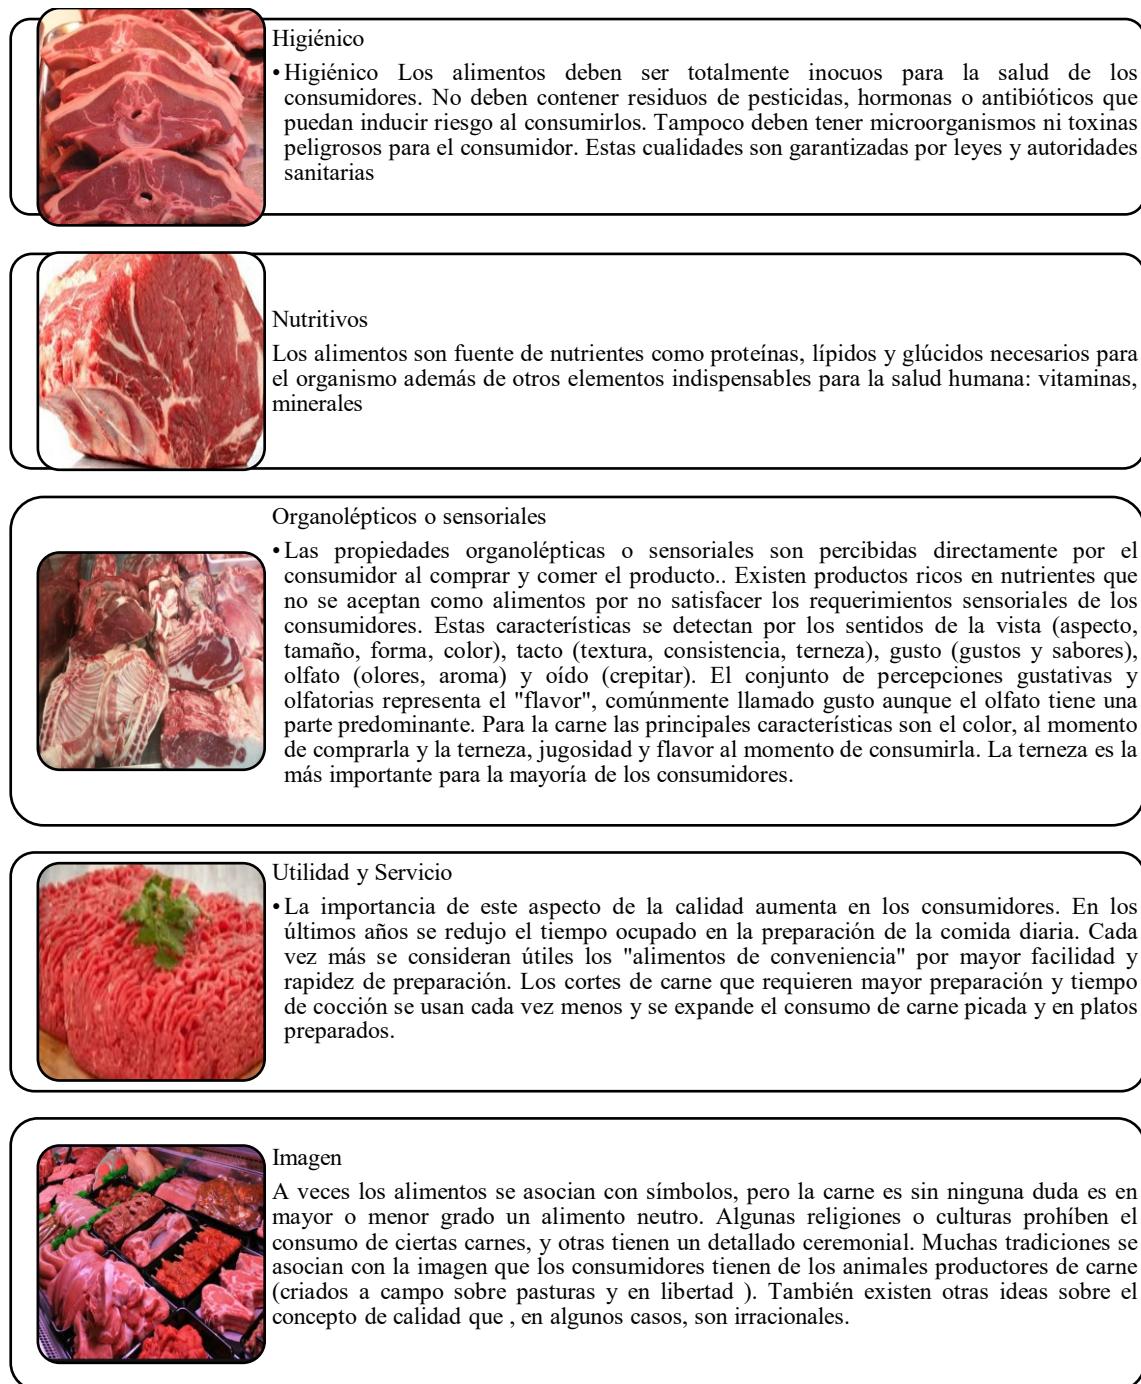 Higiénico
• Higiénico Los alimentos deben ser totalmente inocuos para la salud de los
consumidores. No deben contener residuos de pesticidas, hormonas o antibióticos que
puedan inducir riesgo al consumirlos. Tampoco deben tener microorganismos ni toxinas
peligrosos para el consumidor. Estas cualidades son garantizadas por leyes y autoridades
sanitarias
Nutritivos
Los alimentos son fuente de nutrientes como proteínas, lípidos y glúcidos necesarios para
el organismo además de otros elementos indispensables para la salud humana: vitaminas,
minerales
Organolépticos o sensoriales
• Las propiedades organolépticas o sensoriales son percibidas directamente por el
consumidor al comprar y comer el producto.. Existen productos ricos en nutrientes que
no se aceptan como alimentos por no satisfacer los requerimientos sensoriales de los
consumidores. Estas características se detectan por los sentidos de la vista (aspecto,
tamaño, forma, color), tacto (textura, consistencia, terneza), gusto (gustos y sabores),
olfato (olores, aroma) y oído (crepitar). El conjunto de percepciones gustativas y
olfatorias representa el "flavor", comúnmente llamado gusto aunque el olfato tiene una
parte predominante. Para la carne las principales características son el color, al momento
de comprarla y la terneza, jugosidad y flavor al momento de consumirla. La terneza es la
más importante para la mayoría de los consumidores.
Utilidad y Servicio
• La importancia de este aspecto de la calidad aumenta en los consumidores. En los
últimos años se redujo el tiempo ocupado en la preparación de la comida diaria. Cada
vez más se consideran útiles los "alimentos de conveniencia" por mayor facilidad y
rapidez de preparación. Los cortes de carne que requieren mayor preparación y tiempo
de cocción se usan cada vez menos y se expande el consumo de carne picada y en platos
preparados.
Imagen
A veces los alimentos se asocian con símbolos, pero la carne es sin ninguna duda es en
mayor o menor grado un alimento neutro. Algunas religiones o culturas prohíben el
consumo de ciertas carnes, y otras tienen un detallado ceremonial. Muchas tradiciones se
asocian con la imagen que los consumidores tienen de los animales productores de carne
(criados a campo sobre pasturas y en libertad ). También existen otras ideas sobre el
concepto de calidad que , en algunos casos, son irracionales.